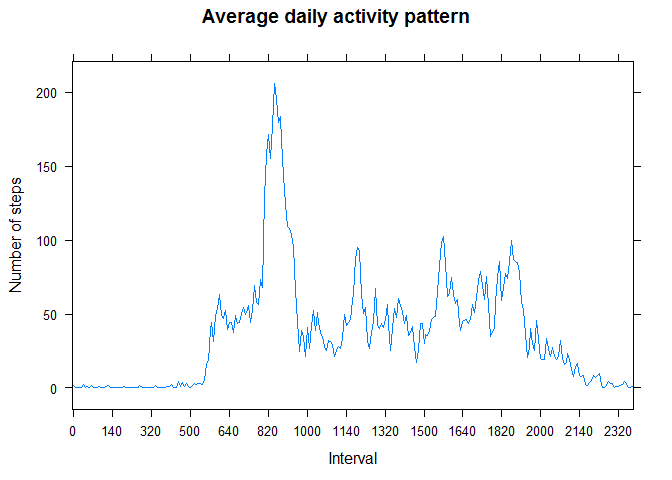 Average daily activity pattern
Number of steps
200
150
100
50
0
0 140 320 500 640 820 1000 1140 1320 1500 1640 1820 2000 2140 2320
Interval